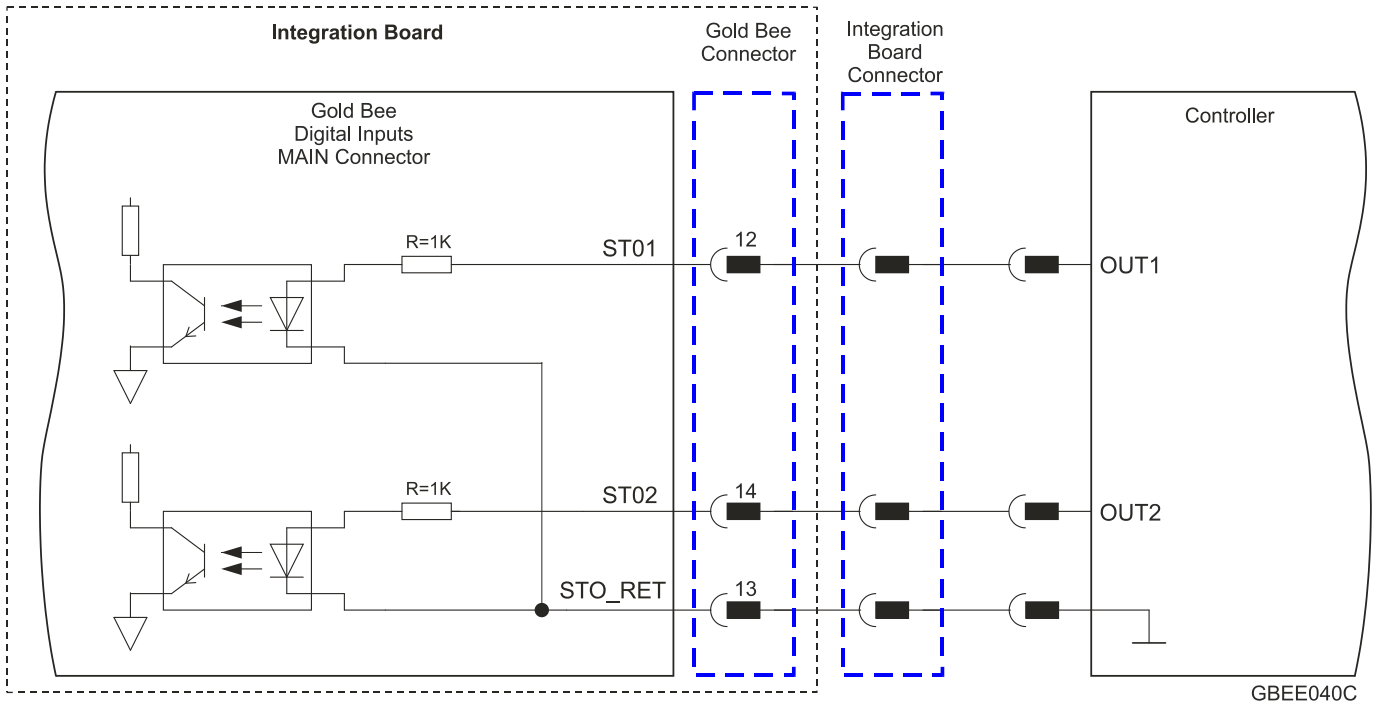 Integration Board
Gold Bee
Connector
Integration
Board
Connector
Gold Bee
Digital Inputs
MAIN Connector
Controller
R=1K
ST01
12
OUT1
R=1K
ST02
14
OUT2
STO_RET
13
GBEE040C